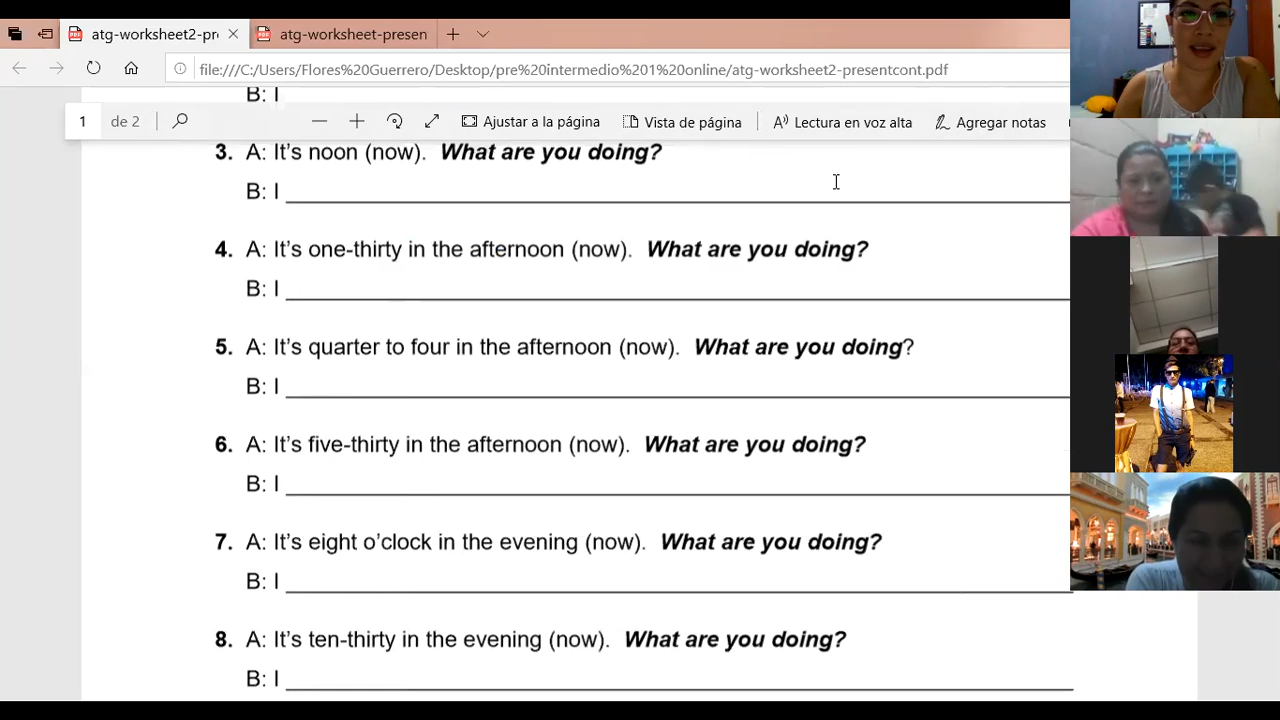 atg-worksheet2-pr
atg-worksheet-presen
file:///C:/Users/Flores%20Guerrero/Desktop/pre%20intermedio%201%20online/atg-worksheet2-presentcont.pdf
B: I
1 de 2 Ajustar a la página Vista de página Lectura en voz alta Agregar notas
3. A: It's noon (now). What are you doing?
B: I
4. A: It's one-thirty in the afternoon (now). What are you doing?
B: I
5. A: It's quarter to four in the afternoon (now). What are you doing?
B: I
6. A: It's five-thirty in the afternoon (now). What are you doing?
B: I
7. A: It's eight o'clock in the evening (now). What are you doing?
B: I
8. A: It's ten-thirty in the evening (now). What are you doing?
B: I